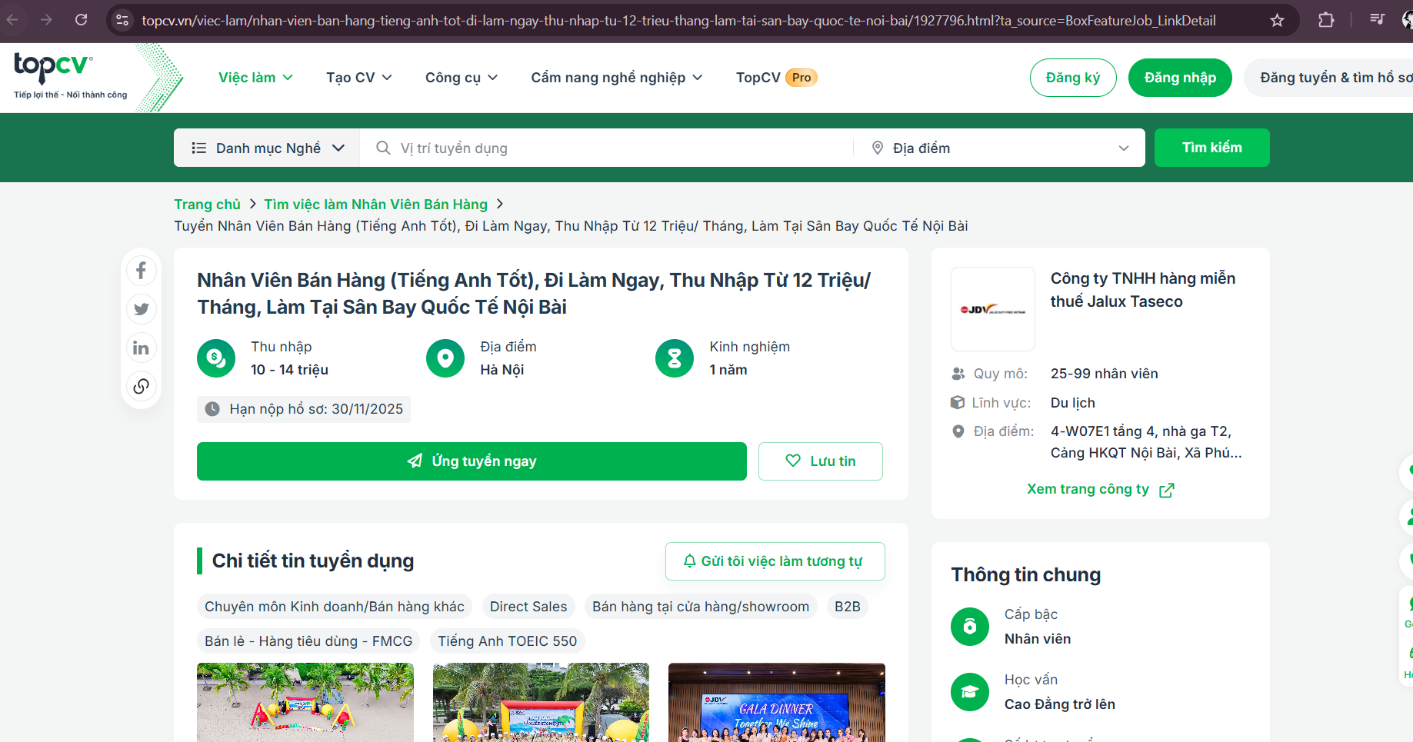 topcv.vn/viec-lam/nhan-vien-ban-hang-tieng-anh-tot-di-lam-ngay-thu-nhap-tu-12-trieu-thang-lam-tai-san-bay-quoc-te-noi-bai/1927796.html?ta_source=BoxFeatureJob_LinkDetail
topcv
Tiếp lợi thế - Nối thành công
Việc làm
Tạo CV
Công cụ
Cẩm nang nghề nghiệp
TopCV Pro
Đăng ký
Đăng nhập
Đăng tuyển & tìm hồ sơ
Danh mục Nghề
Vị trí tuyển dụng
Địa điểm
Tìm kiếm
Trang chủ > Tìm việc làm Nhân Viên Bán Hàng >
Tuyển Nhân Viên Bán Hàng (Tiếng Anh Tốt), Đi Làm Ngay, Thu Nhập Từ 12 Triệu/ Tháng, Làm Tại Sân Bay Quốc Tế Nội Bài
Nhân Viên Bán Hàng (Tiếng Anh Tốt), Đi Làm Ngay, Thu Nhập Từ 12 Triệu/
Tháng, Làm Tại Sân Bay Quốc Tế Nội Bài
Thu nhập
10 - 14 triệu
Địa điểm
Hà Nội
Kinh nghiệm
1 năm
Hạn nộp hồ sơ: 30/11/2025
Ứng tuyển ngay
Lưu tin
JDV
Công ty TNHH hàng miễn
thuế Jalux Taseco
Quy mô: 25-99 nhân viên
Lĩnh vực: Du lịch
Địa điểm: 4-W07E1 tầng 4, nhà ga T2,
Cảng HKQT Nội Bài, Xã Phú...
Xem trang công ty
Chi tiết tin tuyển dụng
Gửi tôi việc làm tương tự
Chuyên môn Kinh doanh/Bán hàng khác
Direct Sales
Bán hàng tại cửa hàng/showroom
B2B
Bán lẻ - Hàng tiêu dùng - FMCG
Tiếng Anh TOEIC 550
JDV
GALA DINNER
Together We Shine
Thông tin chung
Cấp bậc
Nhân viên
Học vấn
Cao Đẳng trở lên